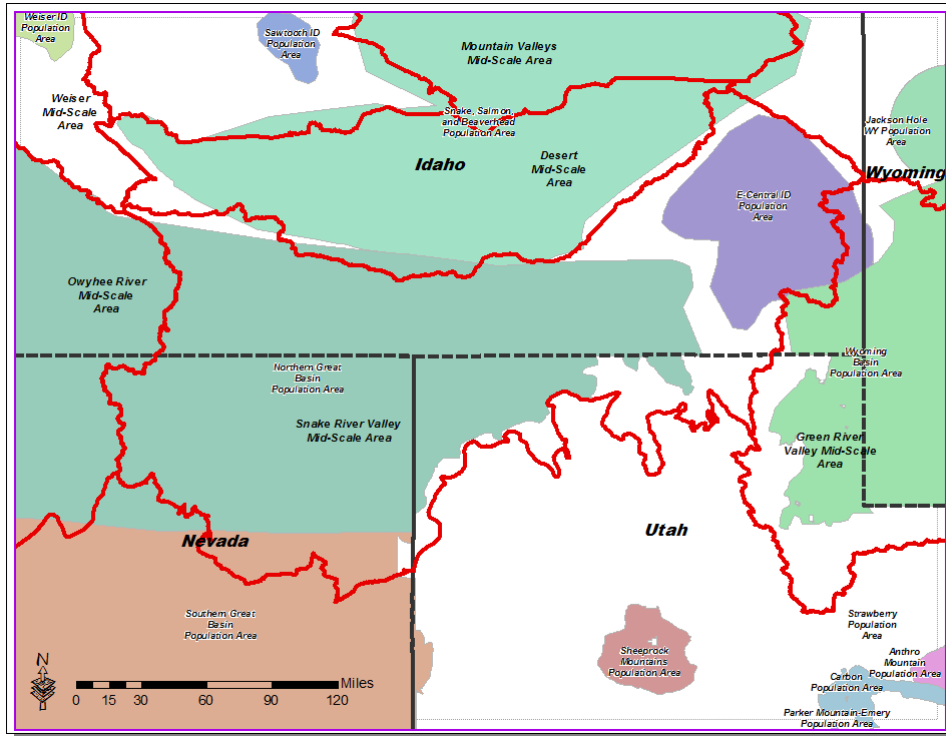 Weiser ID
Population
Area
Sawtooth ID
Population
Area
Mountain Valleys
Mid-Scale Area
Weiser
Mid-Scale
Area
Snake, Salmon
and Beaverhead
Population Area
Jackson Hole
WY Population
Area
Idaho
Desert
Mid-Scale
Area
Wyoming
E-Central ID
Population
Area
Owyhee River
Mid-Scale
Area
Northern Great
Basin
Population Area
Wyoming
Basin
Population Area
Snake River Valley
Mid-Scale Area
Green River
Valley Mid-Scale
Area
Nevada
Utah
Southern Great
Basin
Population Area
Strawberry
Population
Area
Sheeprock
Mountains
Population Area
Anthro
Mountain
Population Area
Carbon
Population Area
Parker Mountain-Emery
Population Area
N
Miles
0 15 30 60 90 120